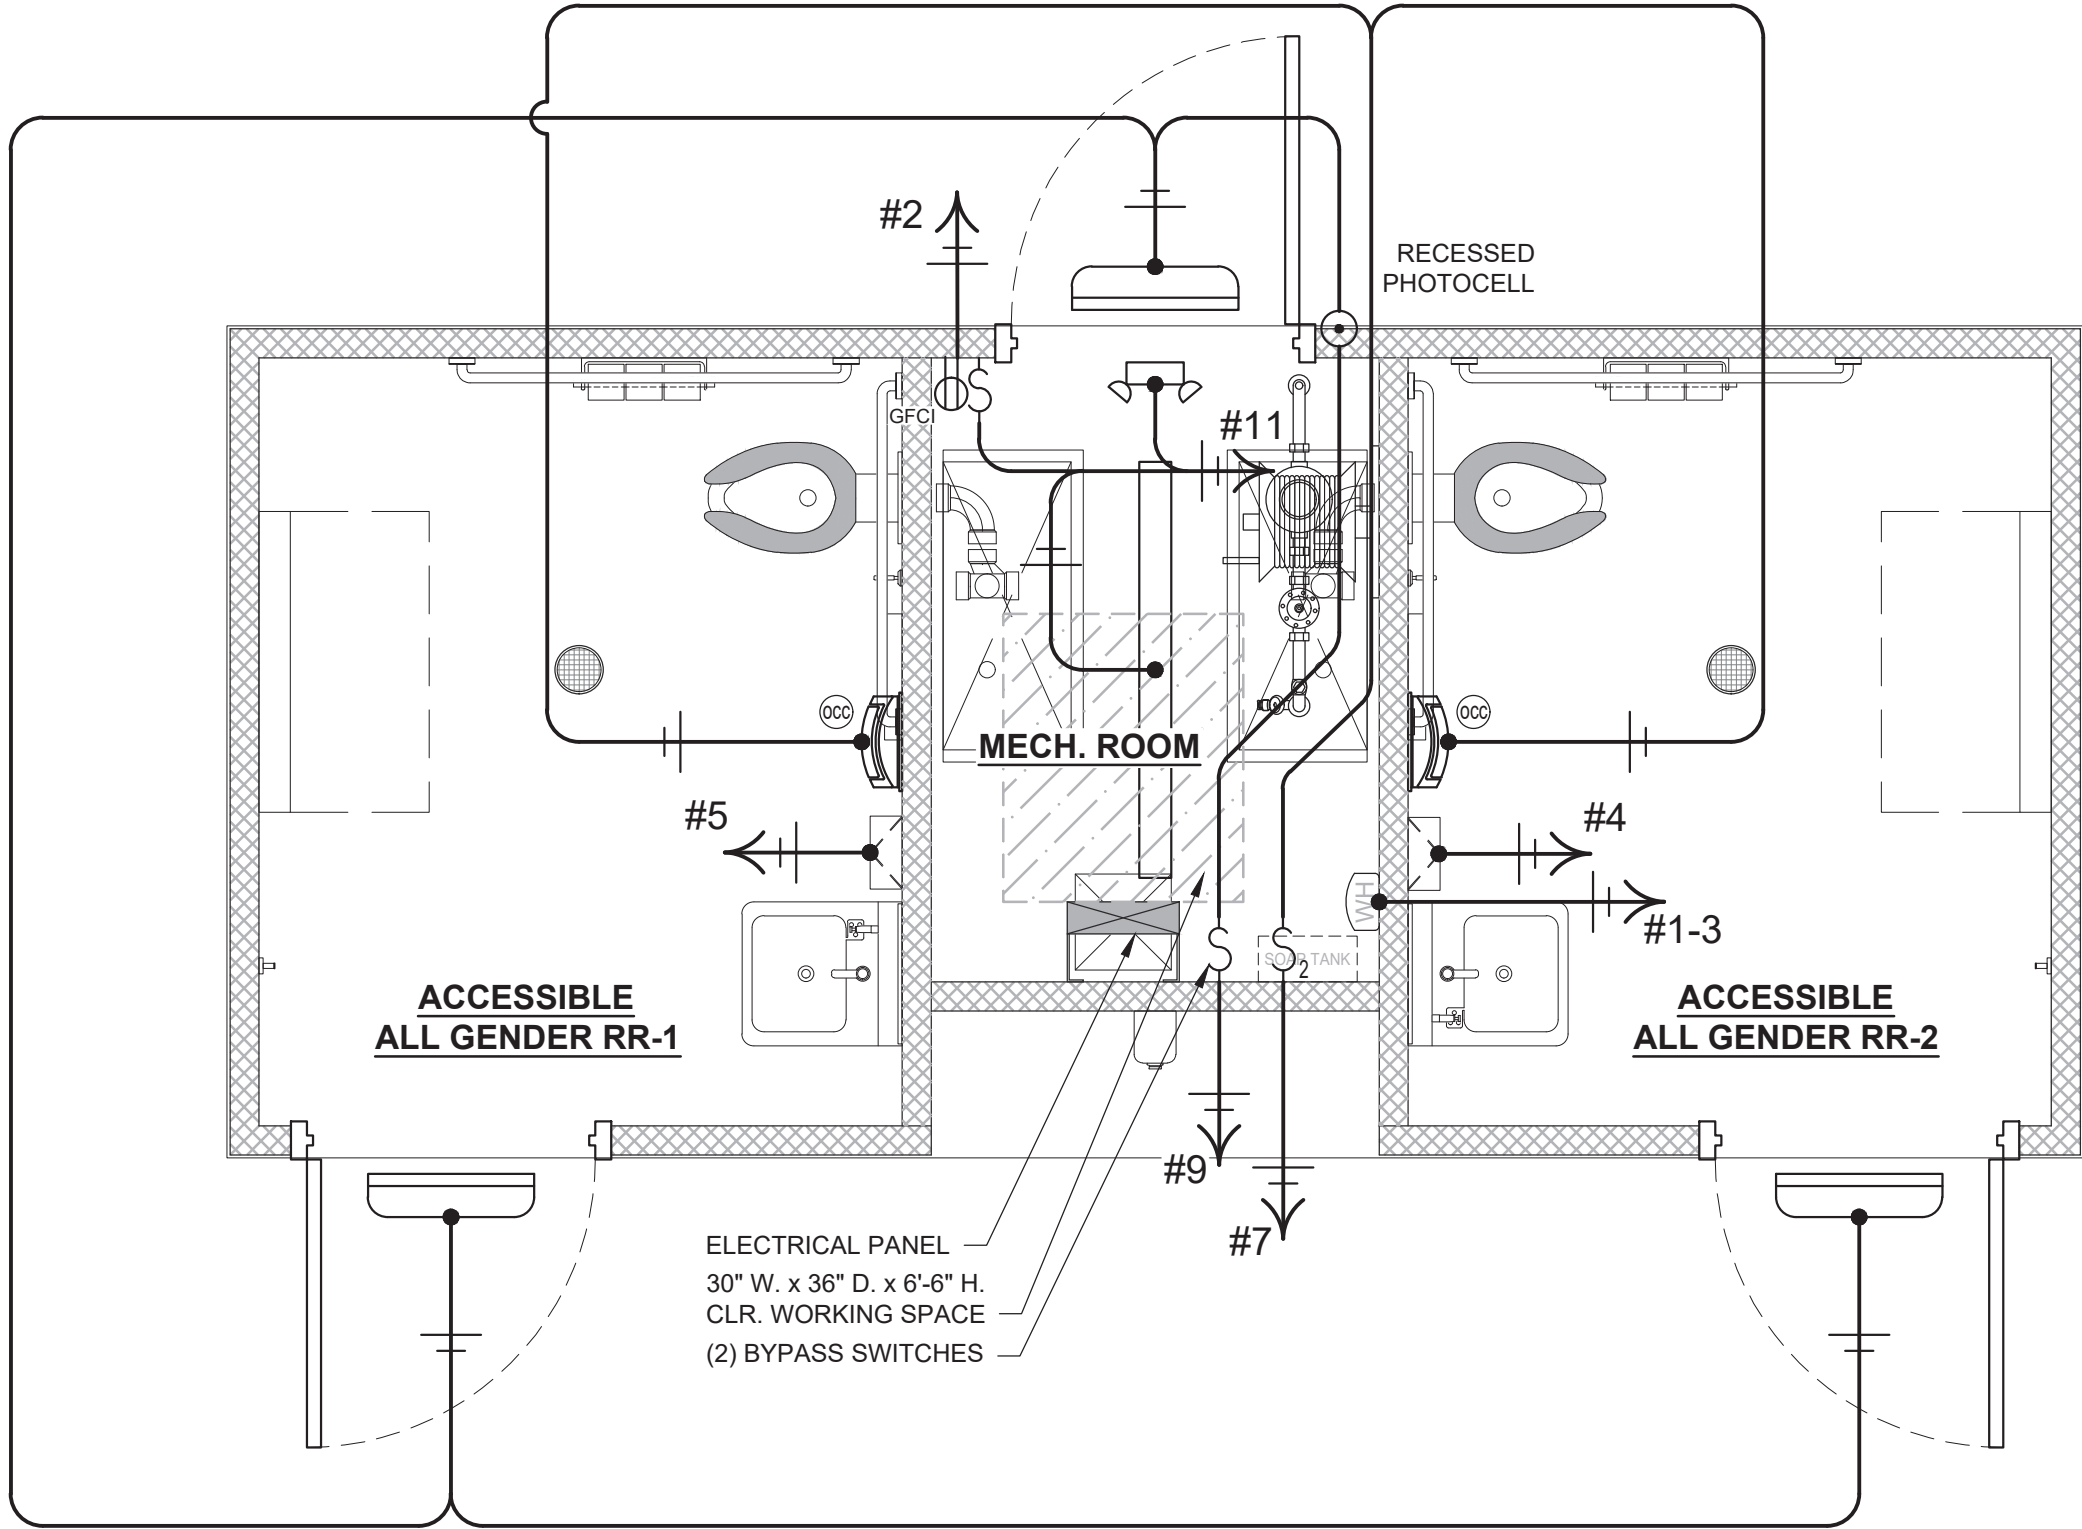 #2
RECESSED
PHOTOCELL
GFCI
#11
OCC
OCC
MECH. ROOM
#5
#4
WH
#1-3
SOAP TANK
2
ACCESSIBLE
ALL GENDER RR-1
ACCESSIBLE
ALL GENDER RR-2
#9
#7
ELECTRICAL PANEL
30" W. x 36" D. x 6'-6" H.
CLR. WORKING SPACE
(2) BYPASS SWITCHES